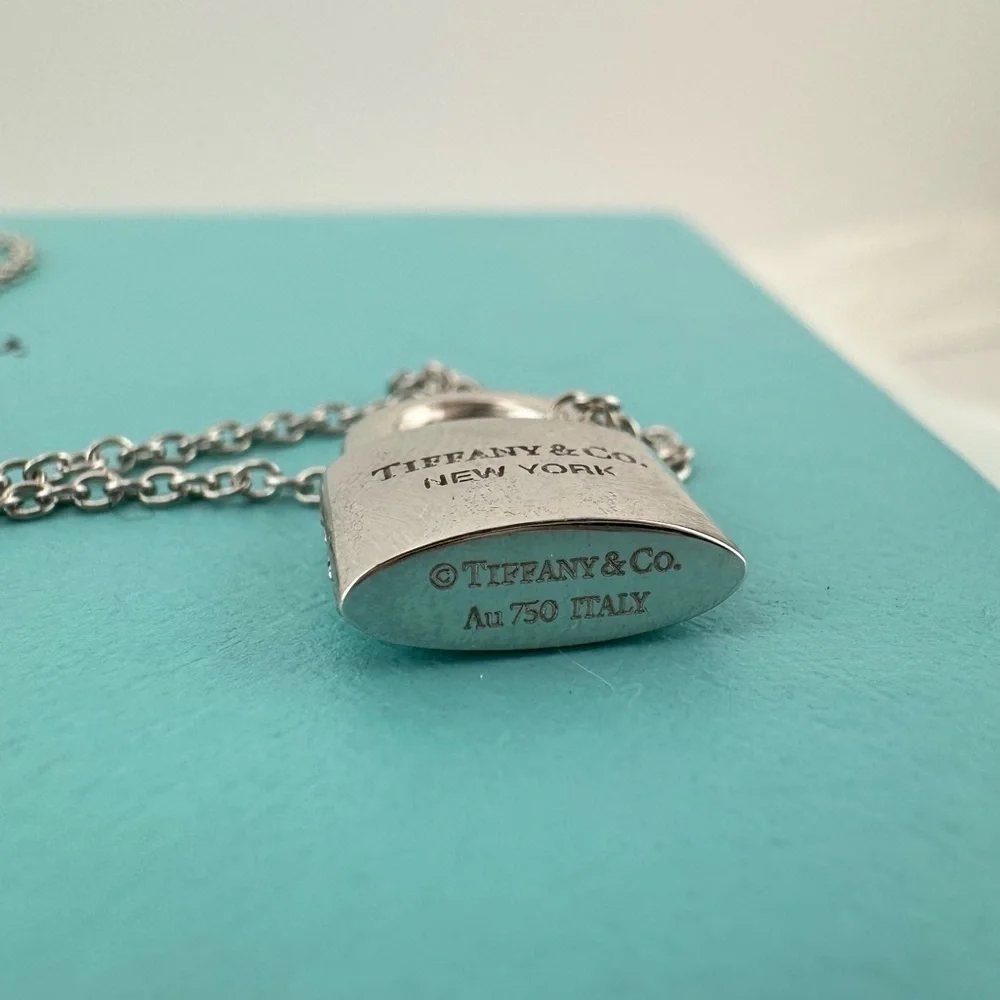 TIFFANY & CO.
NEW YORK
© TIFFANY & CO.
Au 750 ITALY